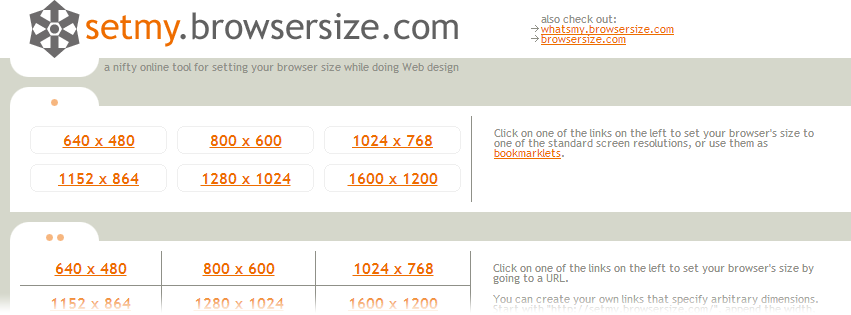 setmy.browsersize.com
also check out:
→ whatsmy.browsersize.com
→ browsersize.com
a nifty online tool for setting your browser size while doing Web design
640 x 480
800 x 600
1024 x 768
Click on one of the links on the left to set your browser's size to
one of the standard screen resolutions, or use them as
bookmarklets.
1152 x 864
1280 x 1024
1600 x 1200
640 x 480
800 x 600
1024 x 768
Click on one of the links on the left to set your browser's size by
going to a URL.
1152 x 864
1280 x 1024
1600 x 1200
You can create your own links that specify arbitrary dimensions.
Start with "http://setmy.browsersize.com/", append the width